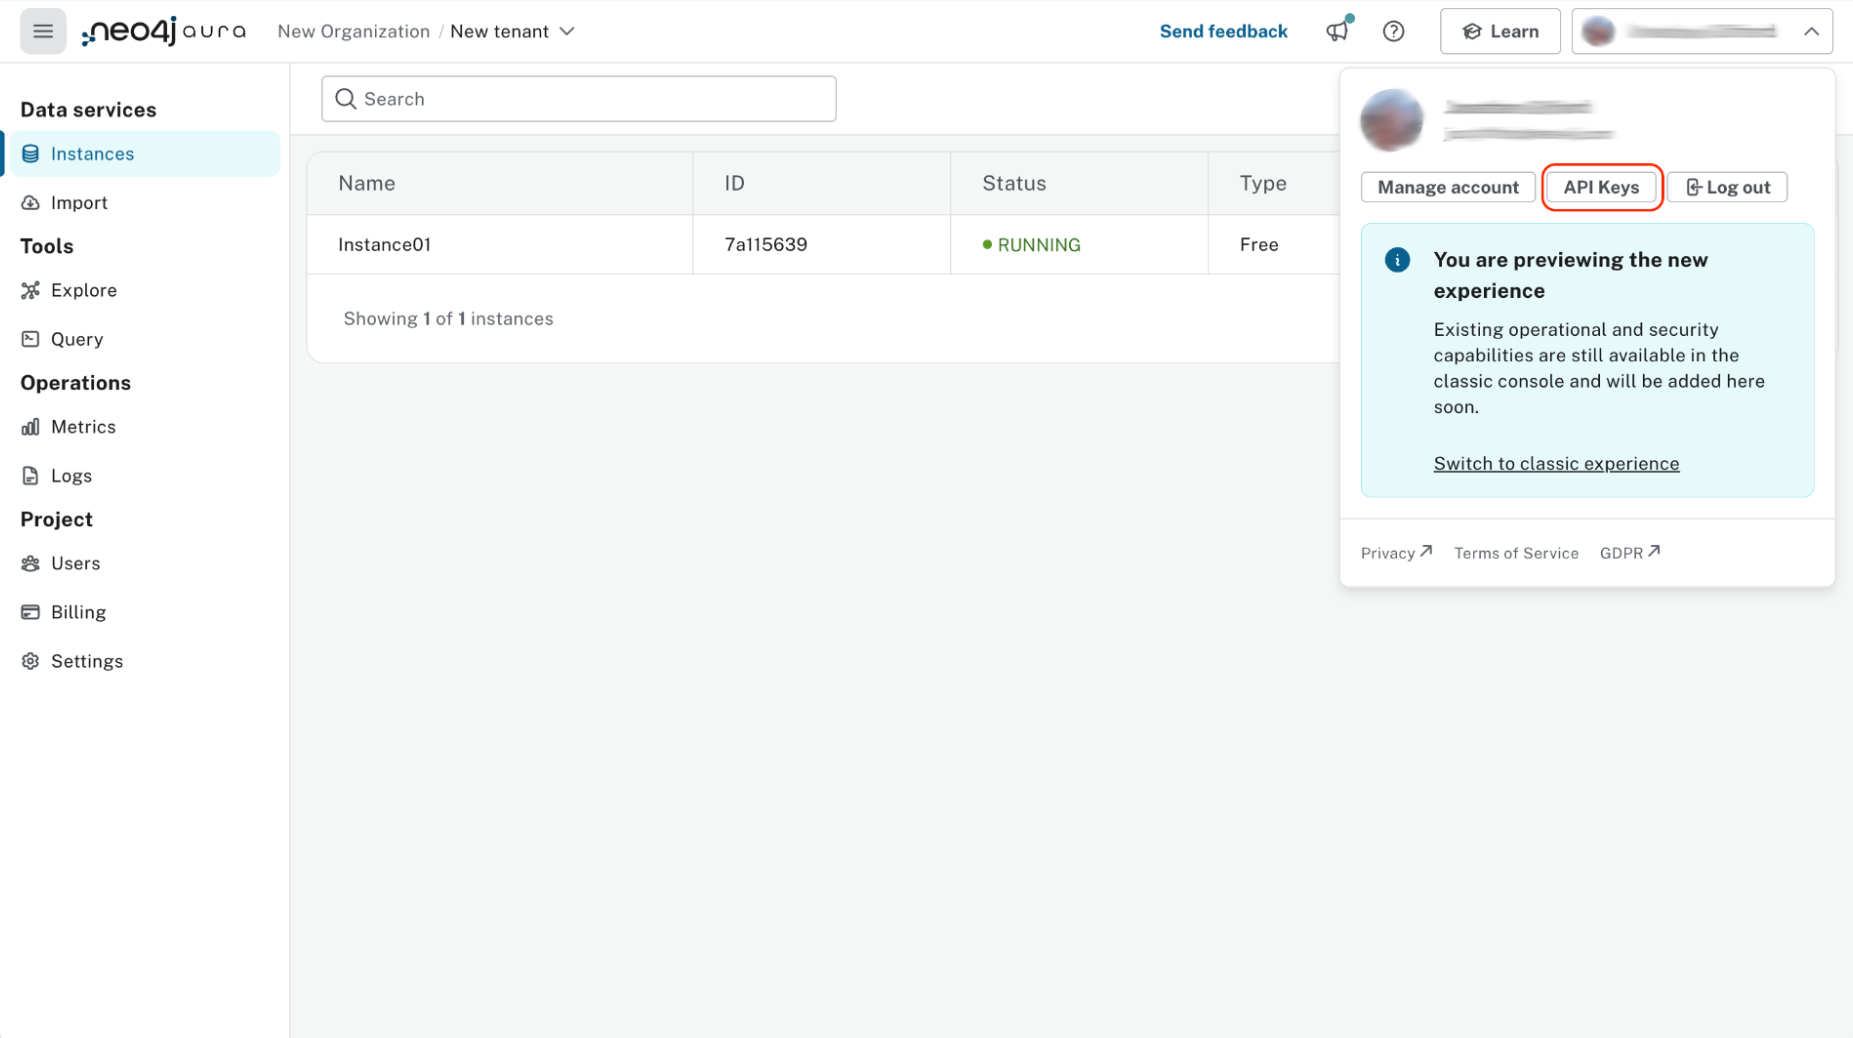 neo4j aura
New Organization / New tenant
Send feedback
Learn
Data services
Instances
Import
Tools
Explore
Query
Operations
Metrics
Logs
Project
Users
Billing
Settings
Search
Name ID Status Type
Instance01 7a115639 RUNNING Free
Showing 1 of 1 instances
Manage account API Keys Log out
You are previewing the new
experience
Existing operational and security
capabilities are still available in the
classic console and will be added here
soon.
Switch to classic experience
Privacy Terms of Service GDPR